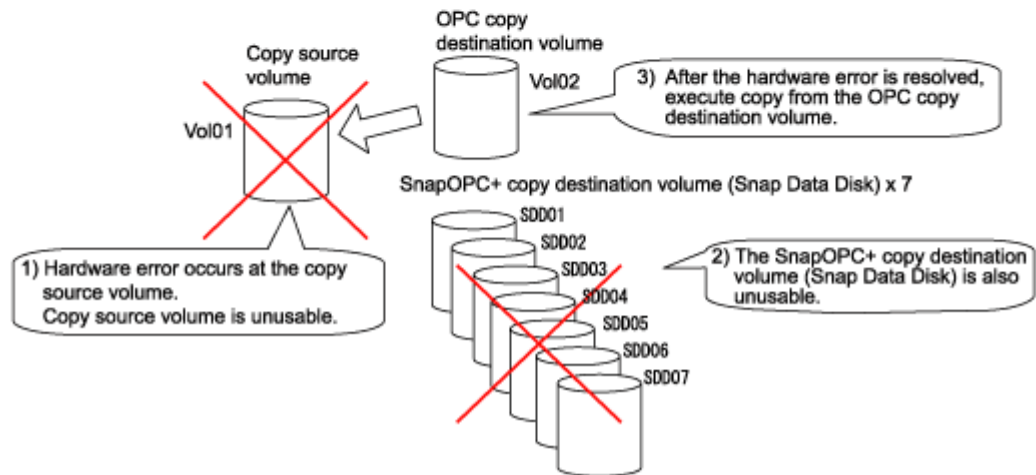 OPC copy
destination volume
Copy source
volume
Vol01
Vol02
3) After the hardware error is resolved,
execute copy from the OPC copy
destination volume.
SnapOPC+ copy destination volume (Snap Data Disk) x 7
1) Hardware error occurs at the copy
source volume.
Copy source volume is unusable.
SDD01
SDD02
SDD03
SDD04
SDD05
SDD06
SDD07
2) The SnapOPC+ copy destination
volume (Snap Data Disk) is also
unusable.